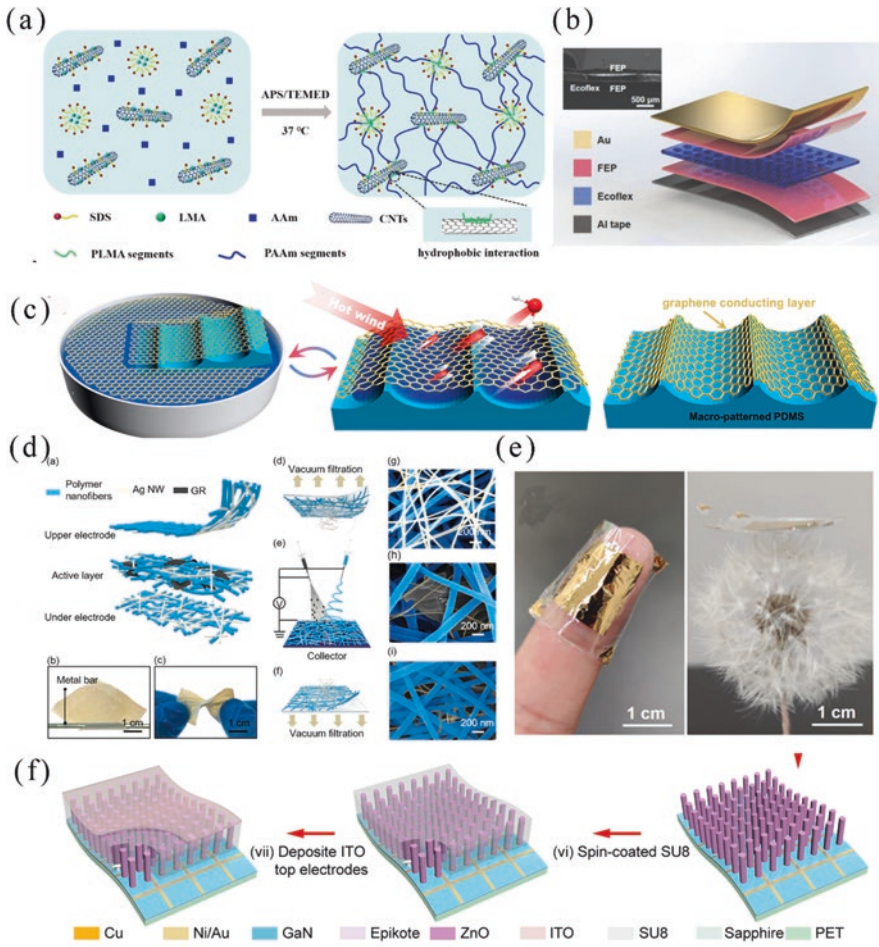 (a)
APS/TEMED
37 °C
SDS
LMA
AAm
CNTs
PLMA segments
PAAm segments
hydrophobic interaction
(b)
FEP
Ecoflex
FEP
500 μm
Au
FEP
Ecoflex
Al tape
(c)
Hot wind
graphene conducting layer
Macro-patterned PDMS
(d)
(a)
Polymer
nanofibers
Ag NW
GR
Upper electrode
Active layer
Under electrode
(b)
Metal bar
1 cm
(c)
1 cm
(d)
Vacuum filtration
(e)
V
Collector
(f)
Vacuum filtration
(g)
200 nm
(h)
200 nm
(i)
200 nm
(e)
1 cm
1 cm
(f)
(vii) Deposite ITO
top electrodes
(vi) Spin-coated SU8
Cu
Ni/Au
GaN
Epikote
ZnO
ITO
SU8
Sapphire
PET